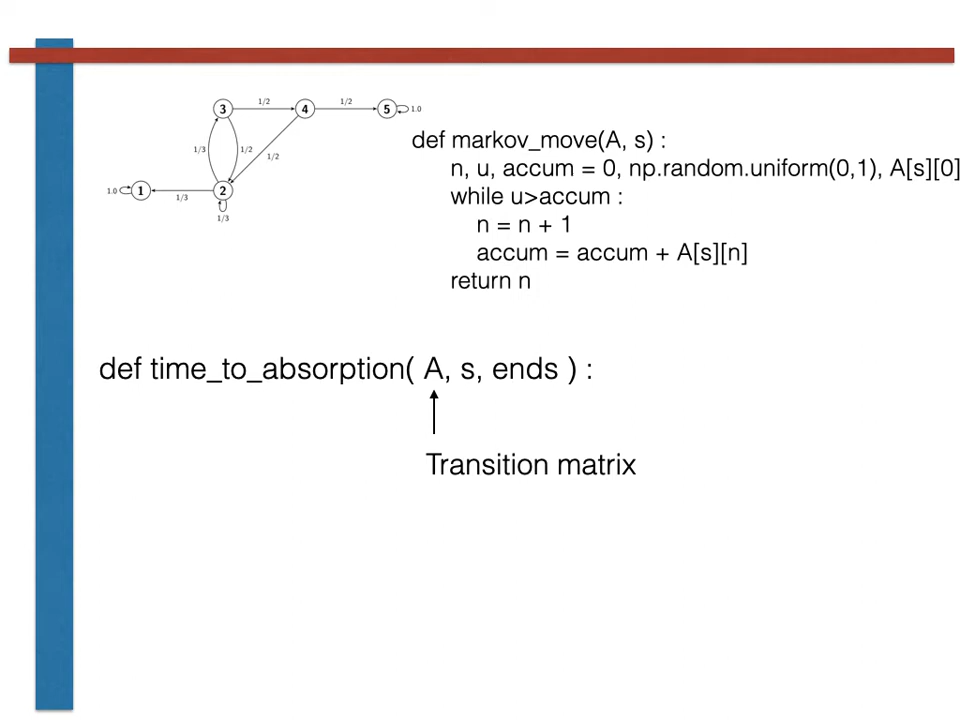 3 1/2 4 1/2 5 1.0
1/3 1/2 1/2
1.0 1 1/3 2
1/3
def markov_move(A, s) :
n, u, accum = 0, np.random.uniform(0,1), A[s][0]
while u>accum :
n = n + 1
accum = accum + A[s][n]
return n
def time_to_absorption( A, s, ends ) :
Transition matrix